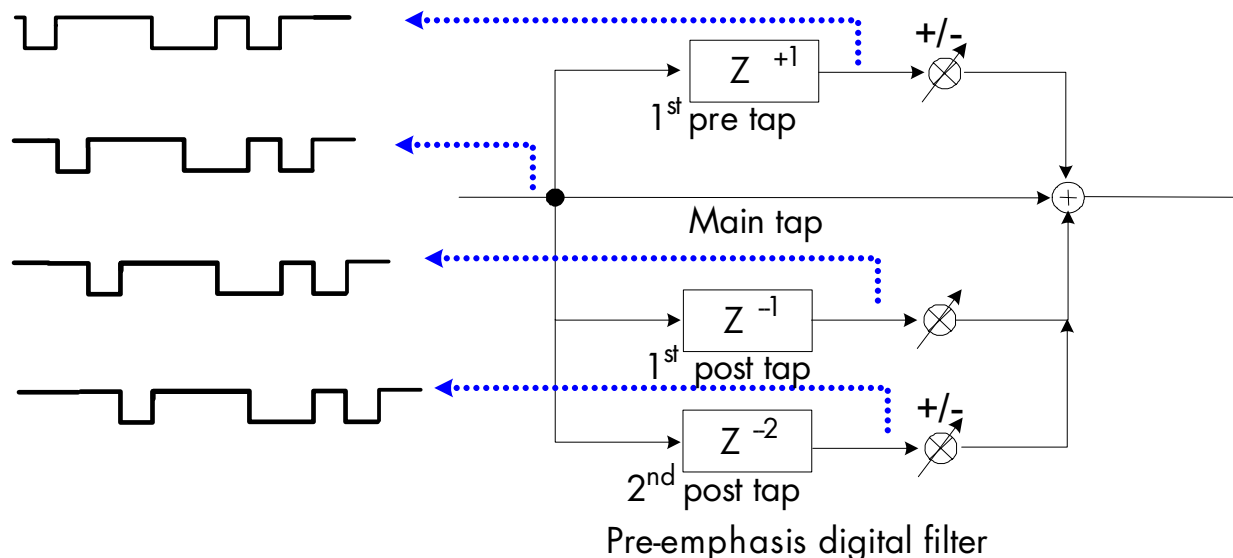 +/-
Z +1
1st pre tap
Main tap
Z –1
1st post tap
+/-
Z –2
2nd post tap
Pre-emphasis digital filter